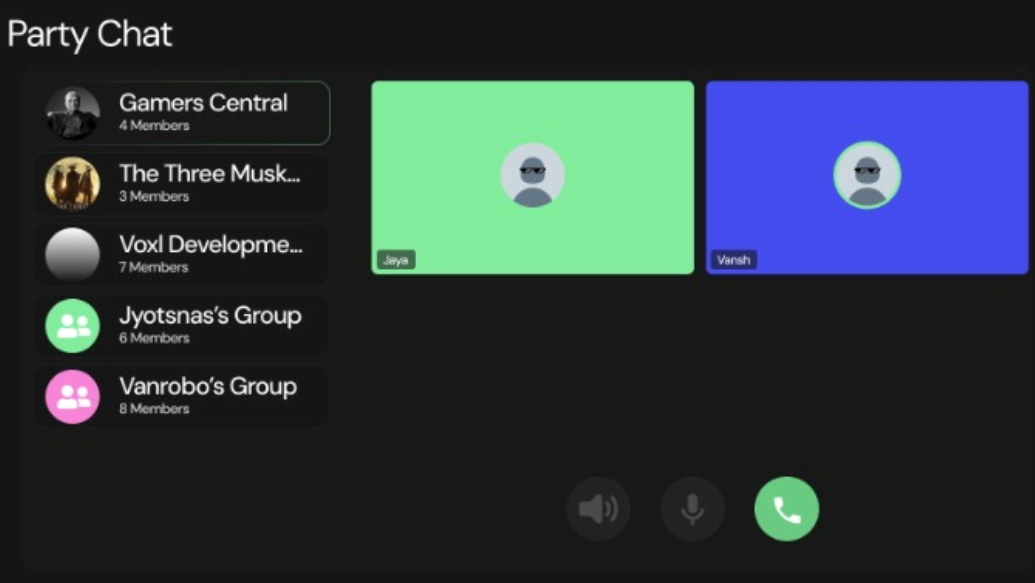 Party Chat
Gamers Central
4 Members
The Three Musk...
3 Members
Voxl Developme...
7 Members
Jyotsnas's Group
6 Members
Vanrobo's Group
8 Members
Jaya
Vansh